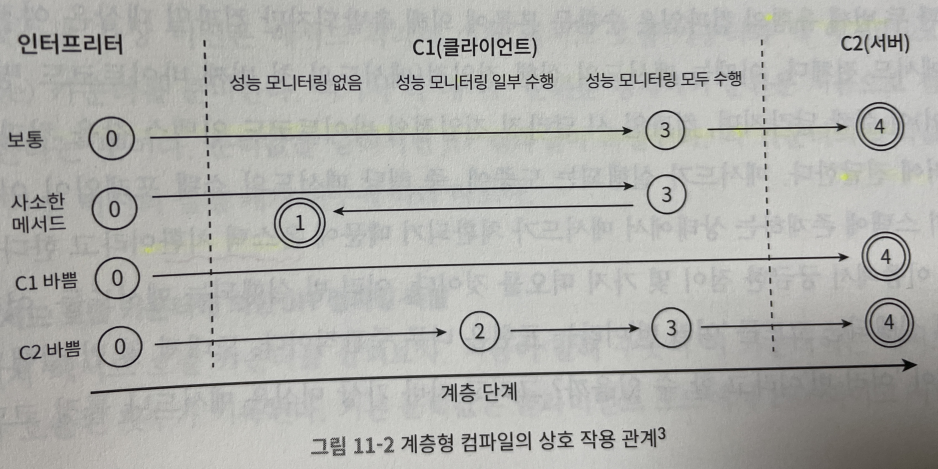 인터프리터 C1(클라이언트) C2(서버)
성능 모니터링 없음 성능 모니터링 일부 수행 성능 모니터링 모두 수행
보통 0 3 4
사소한 0 3
메서드 1
C1 바쁨 0 4
C2 바쁨 0 2 3 4
계층 단계
그림 11-2 계층형 컴파일의 상호 작용 관계3